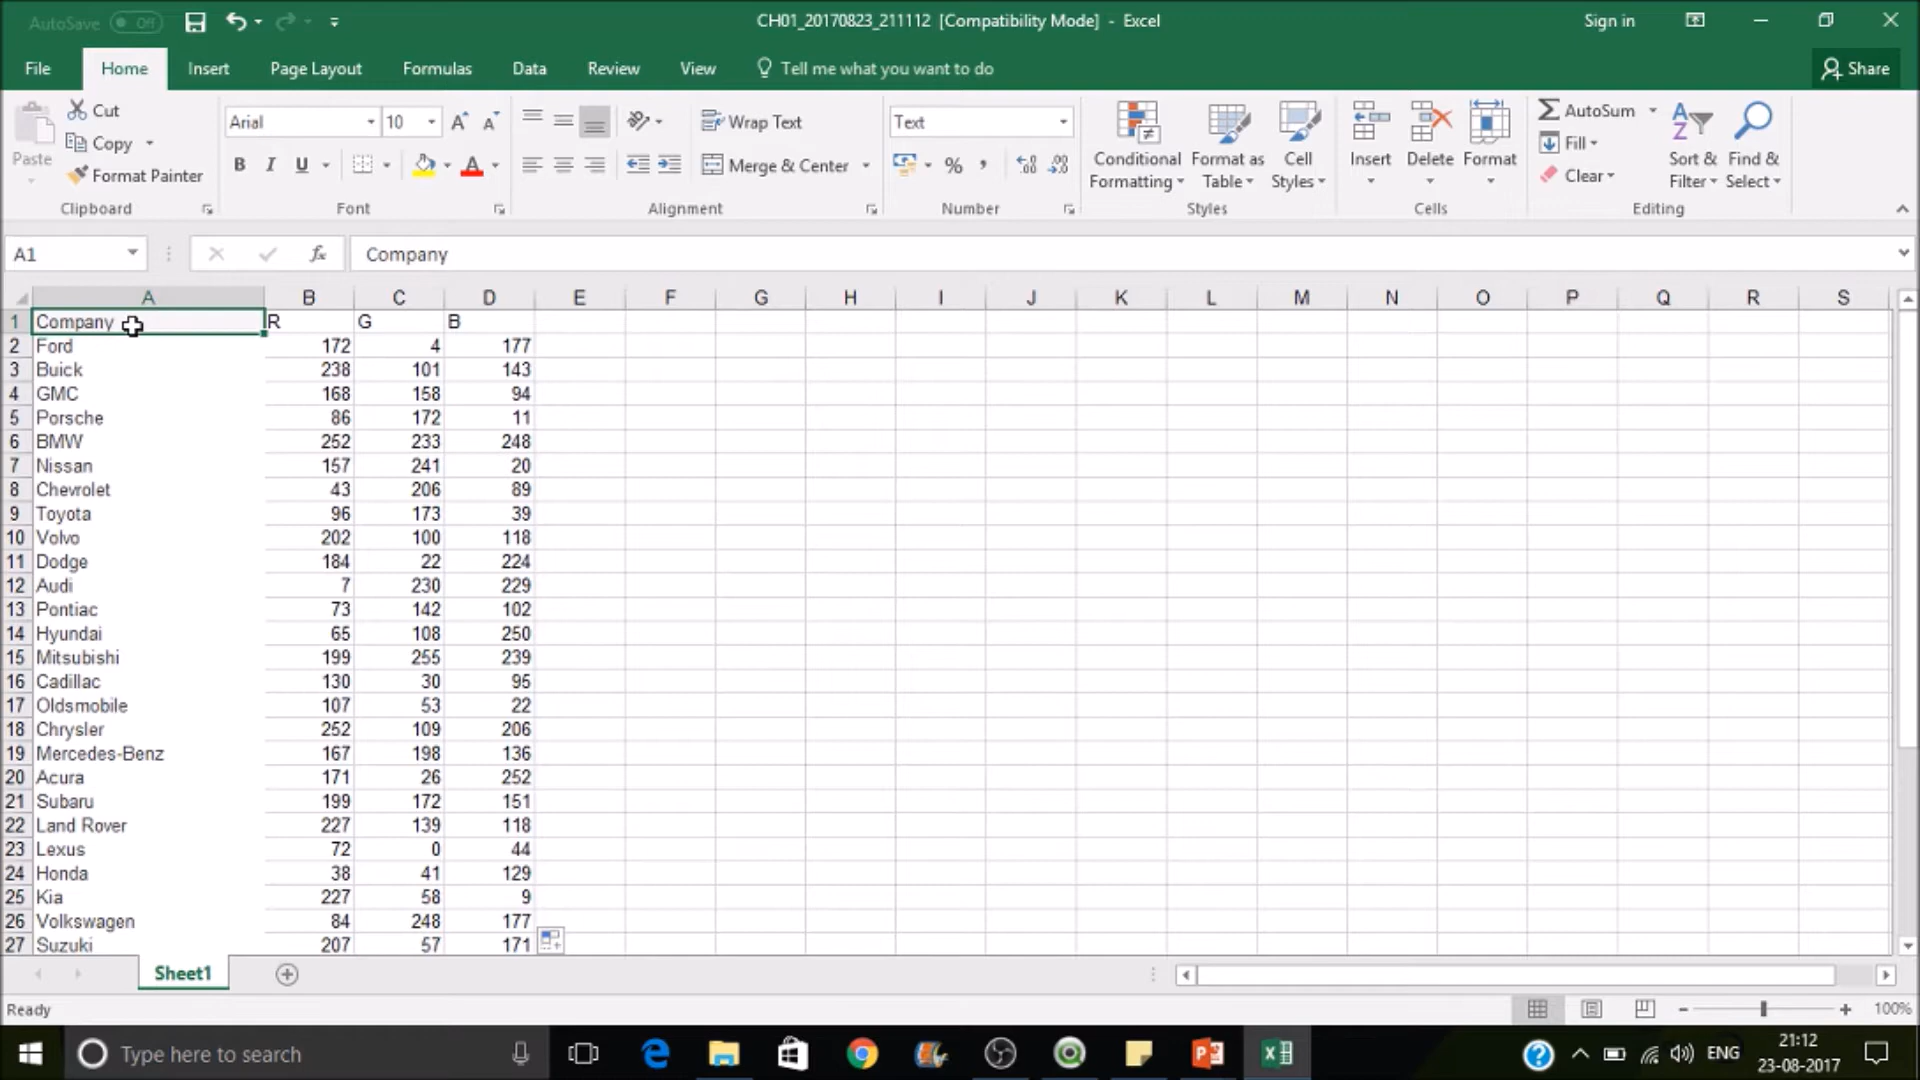 AutoSave Off CH01_20170823_211112 [Compatibility Mode] - Excel Sign in
File Home Insert Page Layout Formulas Data Review View Tell me what you want to do Share
Paste Cut Copy Format Painter Clipboard
Arial 10 B I U A Font
Wrap Text Merge & Center Alignment
Text % , Number
Conditional Formatting Format as Table Cell Styles Styles
Insert Delete Format Cells
AutoSum Fill Clear Sort & Filter Find & Select Editing
A1 fx Company
A B C D E F G H I J K L M N O P Q R S
1 Company R G B
2 Ford 172 4 177
3 Buick 238 101 143
4 GMC 168 158 94
5 Porsche 86 172 11
6 BMW 252 233 248
7 Nissan 157 241 20
8 Chevrolet 43 206 89
9 Toyota 96 173 39
10 Volvo 202 100 118
11 Dodge 184 22 224
12 Audi 7 230 229
13 Pontiac 73 142 102
14 Hyundai 65 108 250
15 Mitsubishi 199 255 239
16 Cadillac 130 30 95
17 Oldsmobile 107 53 22
18 Chrysler 252 109 206
19 Mercedes-Benz 167 198 136
20 Acura 171 26 252
21 Subaru 199 172 151
22 Land Rover 227 139 118
23 Lexus 72 0 44
24 Honda 38 41 129
25 Kia 227 58 9
26 Volkswagen 84 248 177
27 Suzuki 207 57 171
Sheet1
Ready 100%
Type here to search ENG 21:12
23-08-2017